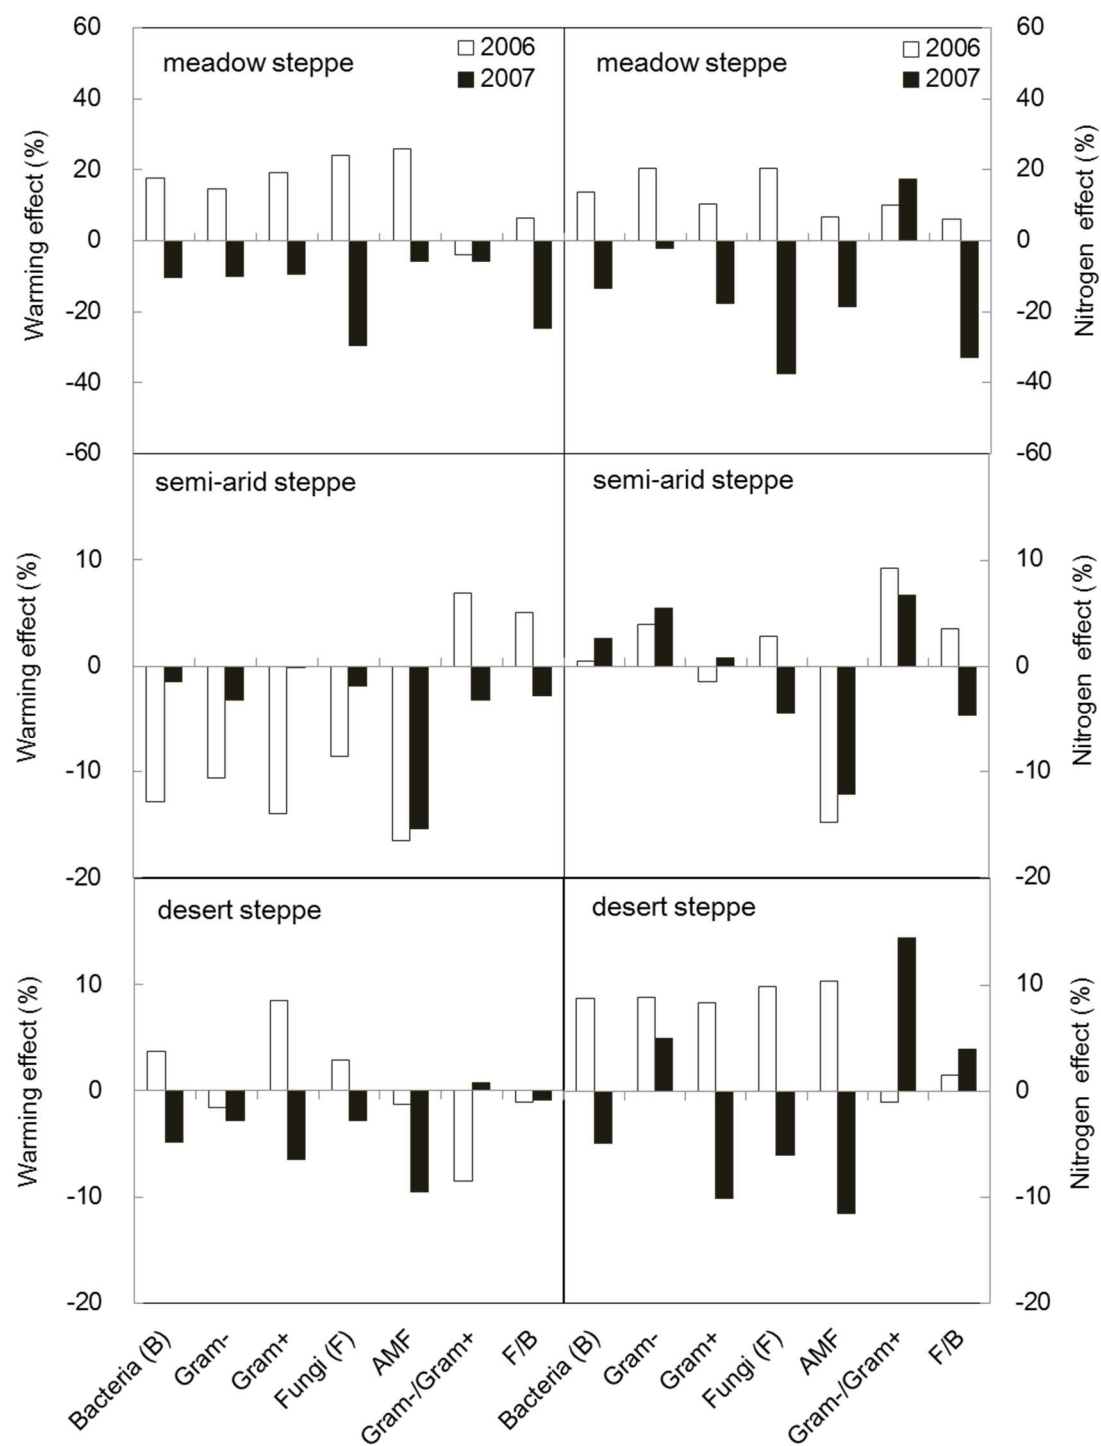 60
40
20
0
-20
-40
-60
Warming effect (%)
meadow steppe
2006
2007
meadow steppe
2006
2007
60
40
20
0
-20
-40
-60
Nitrogen effect (%)
semi-arid steppe
10
0
-10
-20
Warming effect (%)
semi-arid steppe
10
0
-10
-20
Nitrogen effect (%)
desert steppe
10
0
-10
-20
Warming effect (%)
desert steppe
10
0
-10
-20
Nitrogen effect (%)
Bacteria (B)
Gram-
Gram+
Fungi (F)
AMF
Gram-/Gram+
F/B
Bacteria (B)
Gram-
Gram+
Fungi (F)
AMF
Gram-/Gram+
F/B